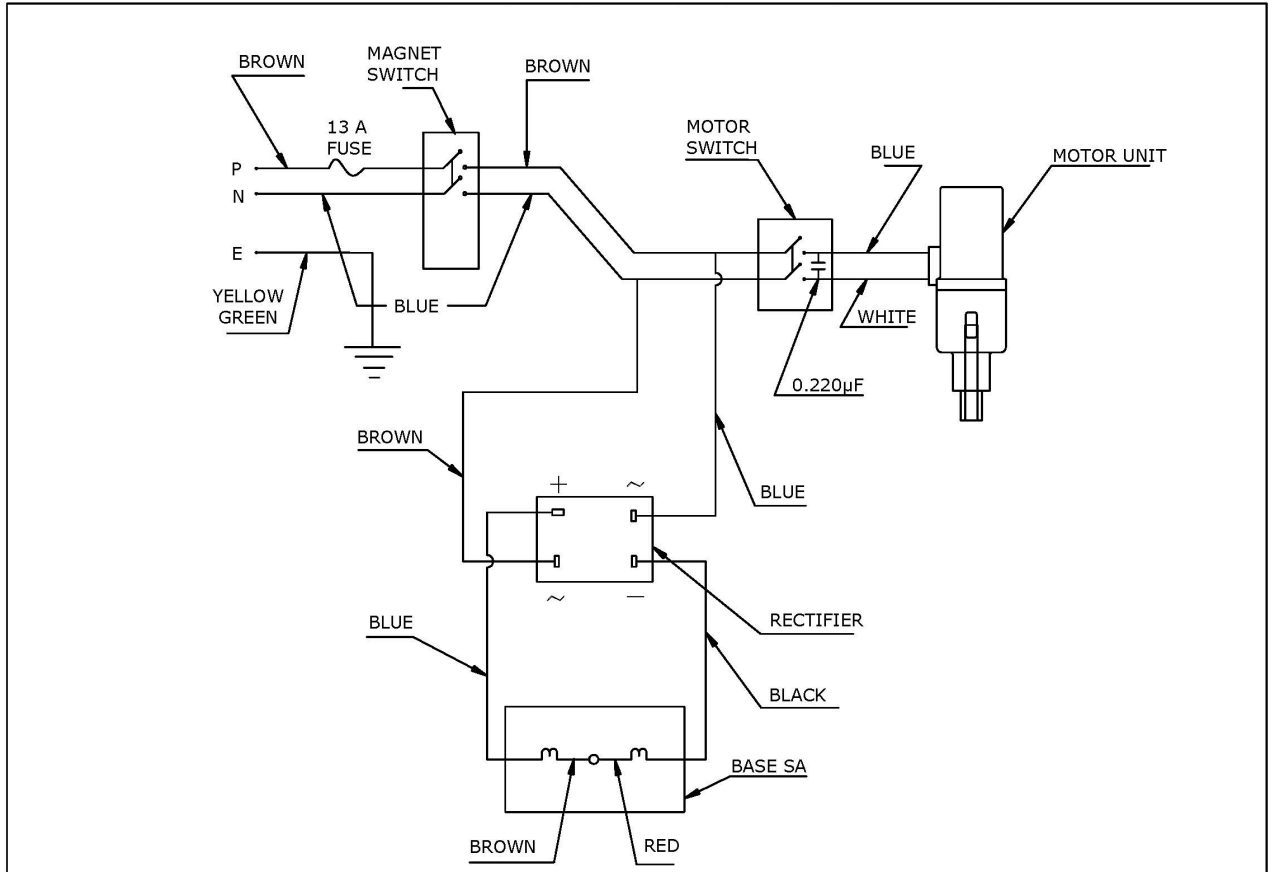 BROWN
MAGNET
SWITCH
BROWN
13 A
FUSE
MOTOR
SWITCH
BLUE
MOTOR UNIT
P
N
E
YELLOW
GREEN
BLUE
WHITE
0.220µF
BROWN
BLUE
+ ~
~ −
RECTIFIER
BLUE
BLACK
BASE SA
BROWN
RED